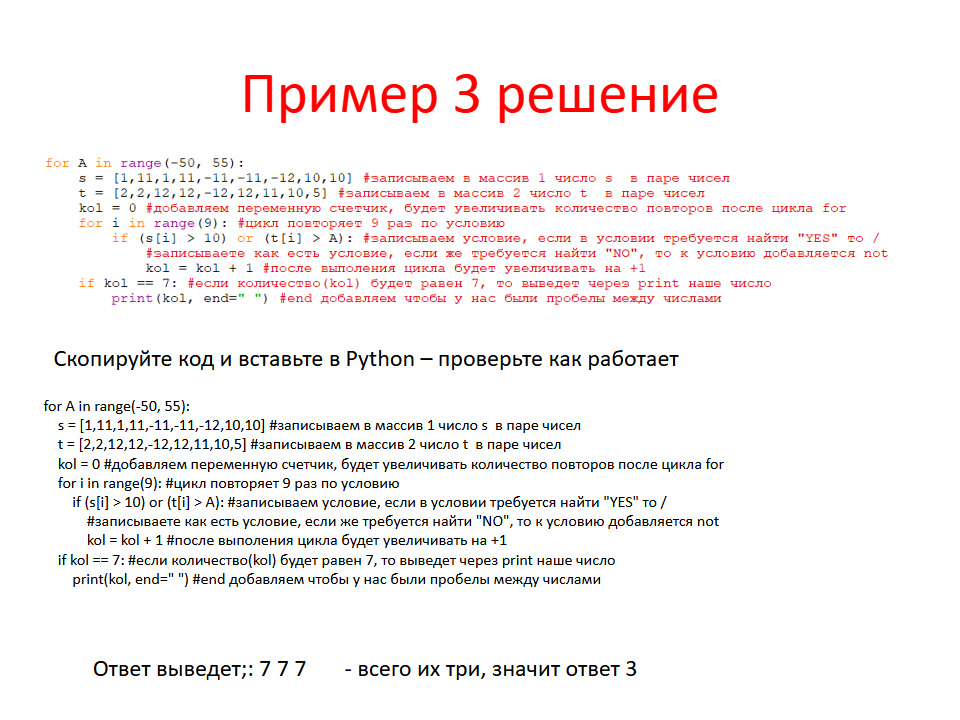 Пример 3 решение
for A in range(-50, 55):
    s = [1,11,1,11,-11,-11,-12,10,10] #записываем в массив 1 число s  в паре чисел
    t = [2,2,12,12,-12,12,11,10,5] #записываем в массив 2 число t  в паре чисел
    kol = 0 #добавляем переменную счетчик, будет увеличивать количество повторов после цикла for
    for i in range(9): #цикл повторяет 9 раз по условию
        if (s[i] > 10) or (t[i] > A): #записываем условие, если в условии требуется найти "YES" то /
            #записываете как есть условие, если же требуется найти "NO", то к условию добавляется not
            kol = kol + 1 #после выполения цикла будет увеличивать на +1
    if kol == 7: #если количество(kol) будет равен 7, то выведет через print наше число
        print(kol, end=" ") #end добавляем чтобы у нас были пробелы между числами
Скопируйте код и вставьте в Python – проверьте как работает
for A in range(-50, 55):
    s = [1,11,1,11,-11,-11,-12,10,10] #записываем в массив 1 число s  в паре чисел
    t = [2,2,12,12,-12,12,11,10,5] #записываем в массив 2 число t  в паре чисел
    kol = 0 #добавляем переменную счетчик, будет увеличивать количество повторов после цикла for
    for i in range(9): #цикл повторяет 9 раз по условию
        if (s[i] > 10) or (t[i] > A): #записываем условие, если в условии требуется найти "YES" то /
            #записываете как есть условие, если же требуется найти "NO", то к условию добавляется not
            kol = kol + 1 #после выполения цикла будет увеличивать на +1
    if kol == 7: #если количество(kol) будет равен 7, то выведет через print наше число
        print(kol, end=" ") #end добавляем чтобы у нас были пробелы между числами
Ответ выведет;: 7 7 7      - всего их три, значит ответ 3